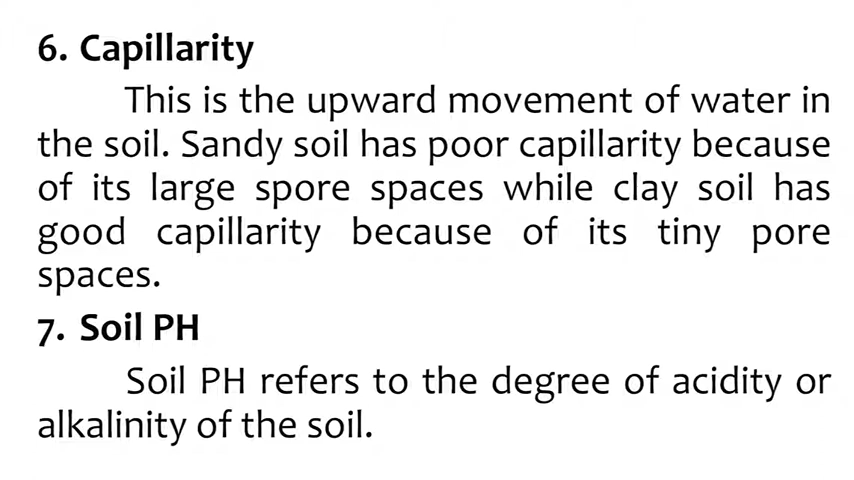 6. Capillarity
This is the upward movement of water in
the soil. Sandy soil has poor capillarity because
of its large spore spaces while clay soil has
good capillarity because of its tiny pore
spaces.
7. Soil PH
Soil PH refers to the degree of acidity or
alkalinity of the soil.